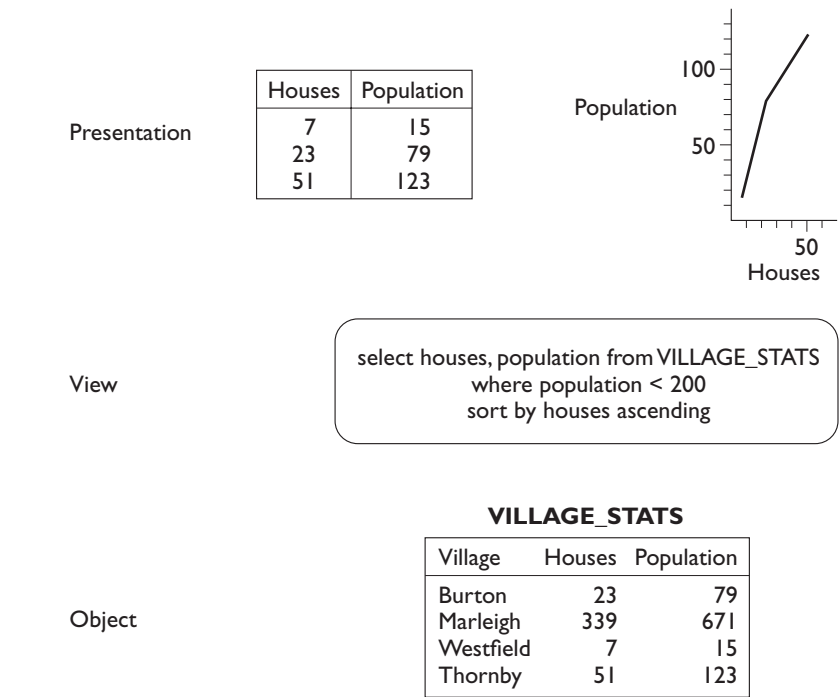 Presentation
Houses Population
7 15
23 79
51 123
100
Population
50
50
Houses
View
select houses, population from VILLAGE_STATS
where population < 200
sort by houses ascending
VILLAGE_STATS
Object
Village Houses Population
Burton 23 79
Marleigh 339 671
Westfield 7 15
Thornby 51 123